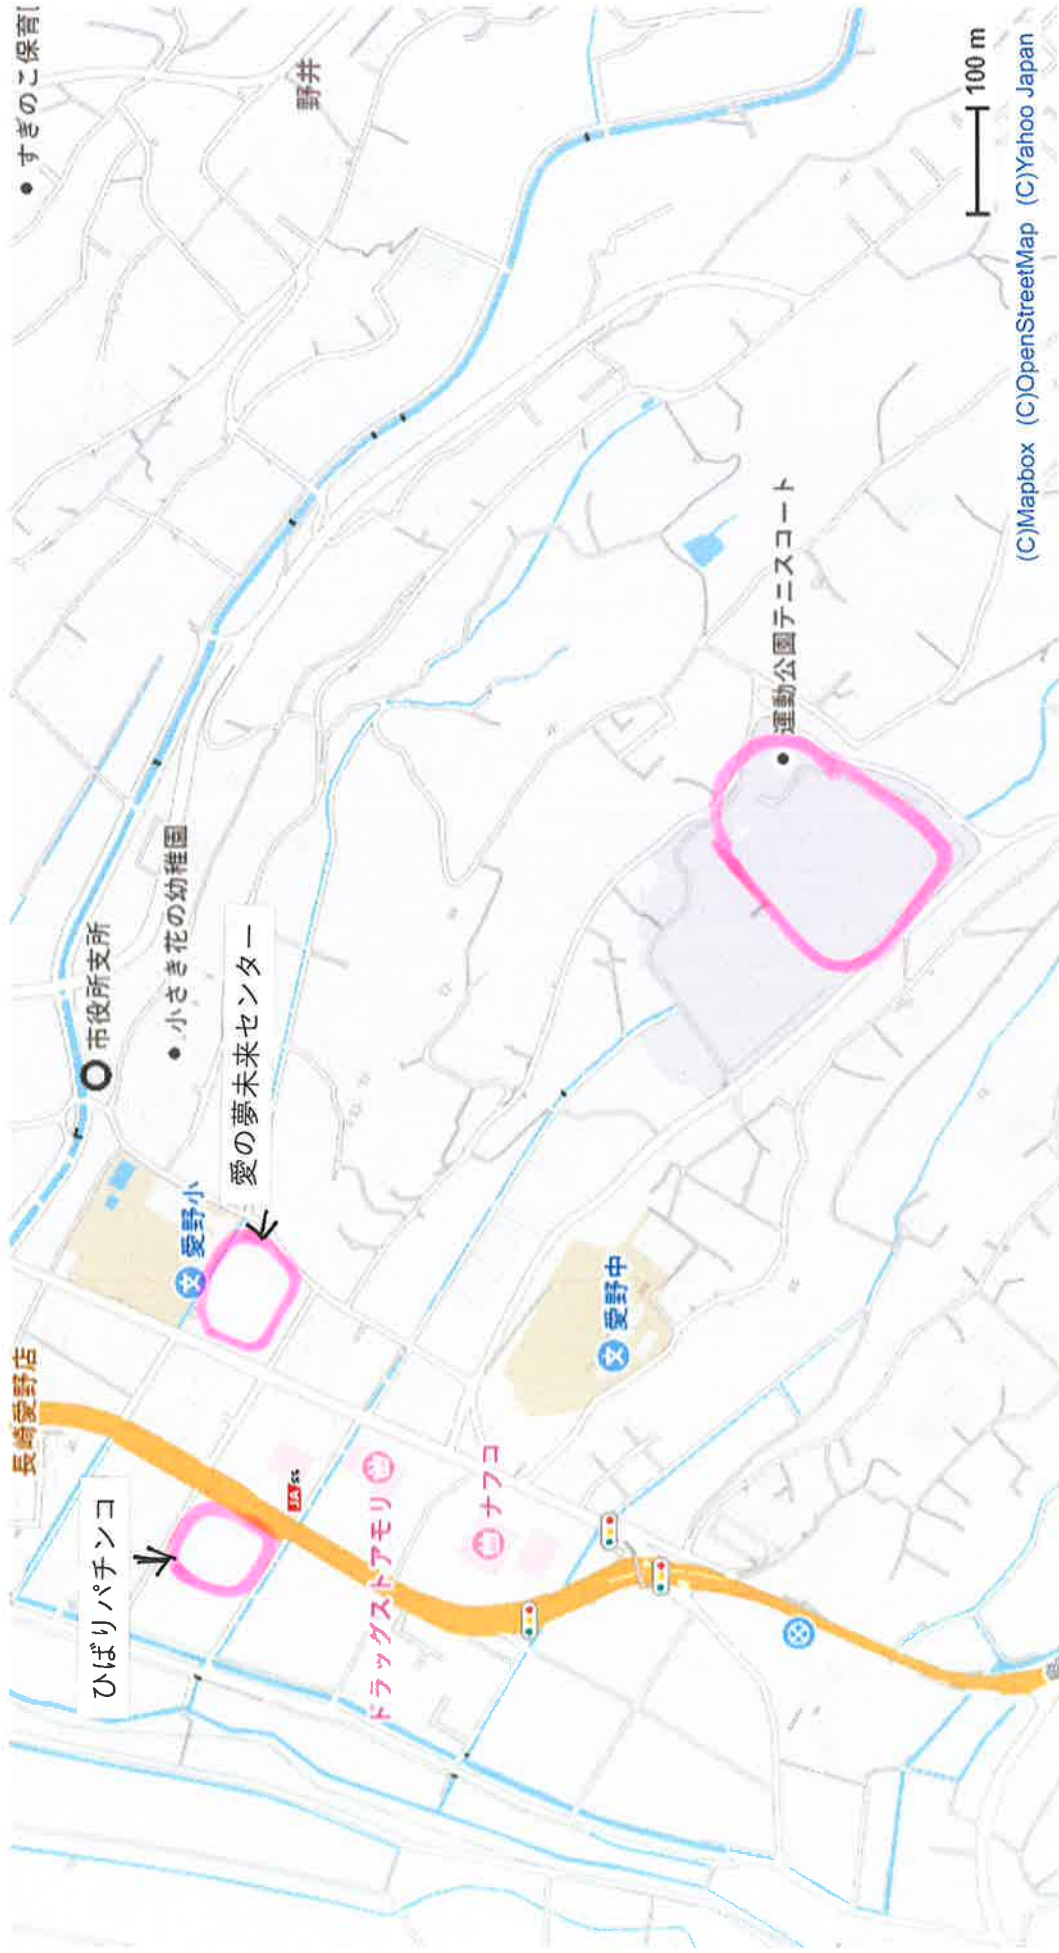 すぎのこ保育
野井
市役所支所
小さき花の幼稚園
愛の夢未来センター
愛野小
長崎愛野店
ひばりパチンコ
JA SS
ドラッグストアモリ
ナフコ
愛野中
運動公園テニスコート
100 m
(C)Mapbox (C)OpenStreetMap (C)Yahoo Japan